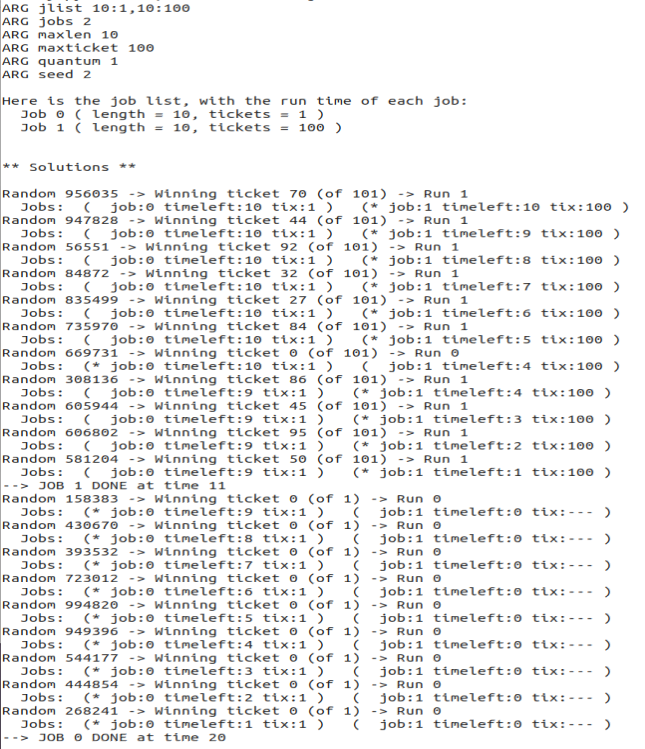 ARG jlist 10:1,10:100
ARG jobs 2
ARG maxlen 10
ARG maxticket 100
ARG quantum 1
ARG seed 2
Here is the job list, with the run time of each job:
Job 0 ( length = 10, tickets = 1 )
Job 1 ( length = 10, tickets = 100 )
** Solutions **
Random 956035 -> Winning ticket 70 (of 101) -> Run 1
Jobs: ( job:0 timeleft:10 tix:1 ) (* job:1 timeleft:10 tix:100 )
Random 947828 -> Winning ticket 44 (of 101) -> Run 1
Jobs: ( job:0 timeleft:10 tix:1 ) (* job:1 timeleft:9 tix:100 )
Random 56551 -> Winning ticket 92 (of 101) -> Run 1
Jobs: ( job:0 timeleft:10 tix:1 ) (* job:1 timeleft:8 tix:100 )
Random 84872 -> Winning ticket 32 (of 101) -> Run 1
Jobs: ( job:0 timeleft:10 tix:1 ) (* job:1 timeleft:7 tix:100 )
Random 835499 -> Winning ticket 27 (of 101) -> Run 1
Jobs: ( job:0 timeleft:10 tix:1 ) (* job:1 timeleft:6 tix:100 )
Random 735970 -> Winning ticket 84 (of 101) -> Run 1
Jobs: ( job:0 timeleft:10 tix:1 ) (* job:1 timeleft:5 tix:100 )
Random 669731 -> Winning ticket 0 (of 101) -> Run 0
Jobs: (* job:0 timeleft:10 tix:1 ) ( job:1 timeleft:4 tix:100 )
Random 308136 -> Winning ticket 86 (of 101) -> Run 1
Jobs: ( job:0 timeleft:9 tix:1 ) (* job:1 timeleft:4 tix:100 )
Random 605944 -> Winning ticket 45 (of 101) -> Run 1
Jobs: ( job:0 timeleft:9 tix:1 ) (* job:1 timeleft:3 tix:100 )
Random 606802 -> Winning ticket 95 (of 101) -> Run 1
Jobs: ( job:0 timeleft:9 tix:1 ) (* job:1 timeleft:2 tix:100 )
Random 581204 -> Winning ticket 50 (of 101) -> Run 1
Jobs: ( job:0 timeleft:9 tix:1 ) (* job:1 timeleft:1 tix:100 )
--> JOB 1 DONE at time 11
Random 158383 -> Winning ticket 0 (of 1) -> Run 0
Jobs: (* job:0 timeleft:9 tix:1 ) ( job:1 timeleft:0 tix:--- )
Random 430670 -> Winning ticket 0 (of 1) -> Run 0
Jobs: (* job:0 timeleft:8 tix:1 ) ( job:1 timeleft:0 tix:--- )
Random 393532 -> Winning ticket 0 (of 1) -> Run 0
Jobs: (* job:0 timeleft:7 tix:1 ) ( job:1 timeleft:0 tix:--- )
Random 723012 -> Winning ticket 0 (of 1) -> Run 0
Jobs: (* job:0 timeleft:6 tix:1 ) ( job:1 timeleft:0 tix:--- )
Random 994820 -> Winning ticket 0 (of 1) -> Run 0
Jobs: (* job:0 timeleft:5 tix:1 ) ( job:1 timeleft:0 tix:--- )
Random 949396 -> Winning ticket 0 (of 1) -> Run 0
Jobs: (* job:0 timeleft:4 tix:1 ) ( job:1 timeleft:0 tix:--- )
Random 544177 -> Winning ticket 0 (of 1) -> Run 0
Jobs: (* job:0 timeleft:3 tix:1 ) ( job:1 timeleft:0 tix:--- )
Random 444854 -> Winning ticket 0 (of 1) -> Run 0
Jobs: (* job:0 timeleft:2 tix:1 ) ( job:1 timeleft:0 tix:--- )
Random 268241 -> Winning ticket 0 (of 1) -> Run 0
Jobs: (* job:0 timeleft:1 tix:1 ) ( job:1 timeleft:0 tix:--- )
--> JOB 0 DONE at time 20